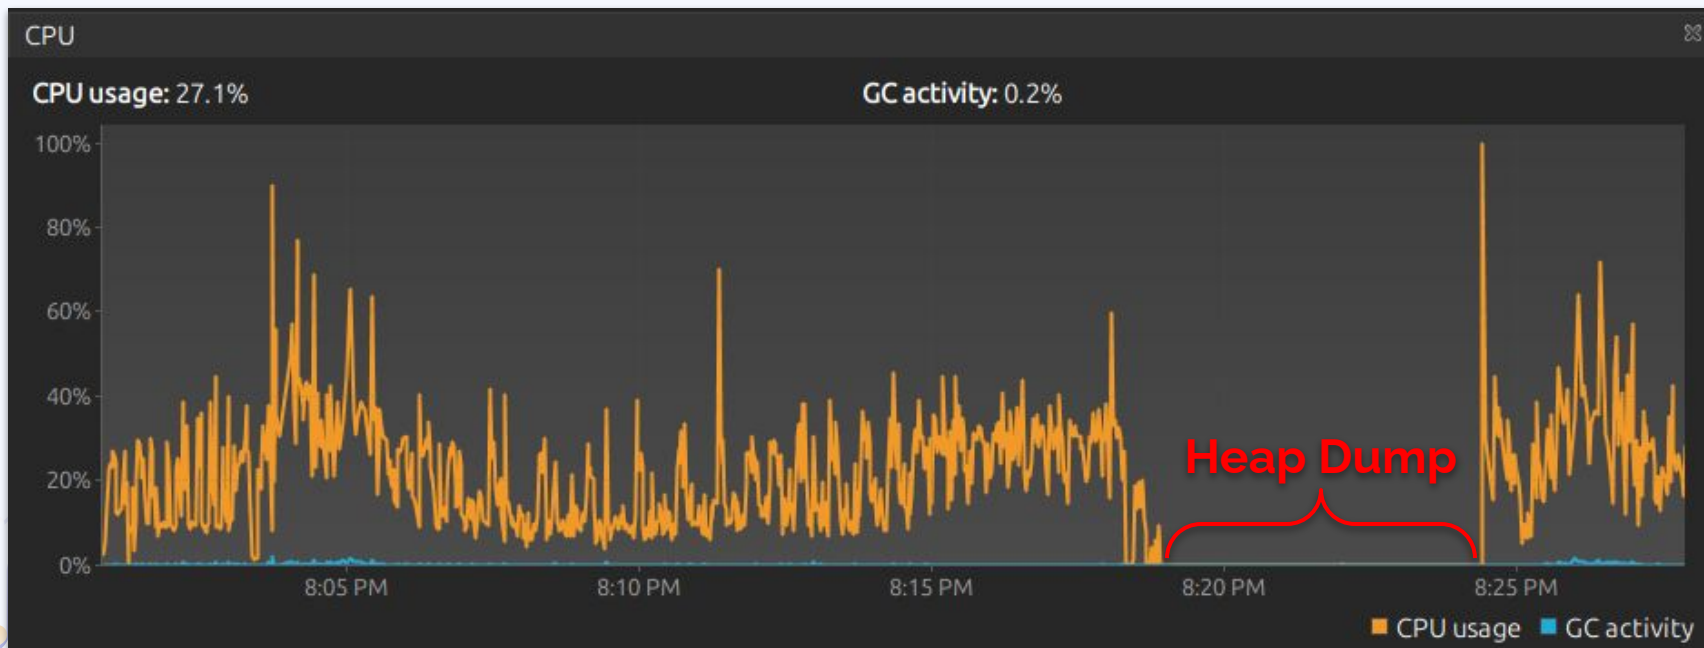 CPU
CPU usage: 27.1%
GC activity: 0.2%
100%
80%
60%
40%
20%
0%
Heap Dump
8:05 PM
8:10 PM
8:15 PM
8:20 PM
8:25 PM
CPU usage
GC activity